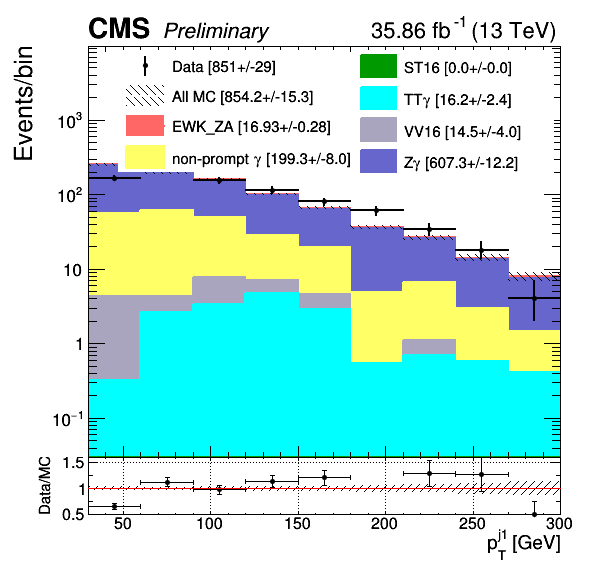 CMS Preliminary 35.86 fb⁻¹ (13 TeV)
Events/bin
Data [851+/-29]
All MC [854.2+/-15.3]
EWK_ZA [16.93+/-0.28]
non-prompt γ [199.3+/-8.0]
ST16 [0.0+/-0.0]
TTγ [16.2+/-2.4]
VV16 [14.5+/-4.0]
Zγ [607.3+/-12.2]
10³
10²
10
1
10⁻¹
Data/MC
1.5
1
0.5
50 100 150 200 250 300
p_T^j1 [GeV]